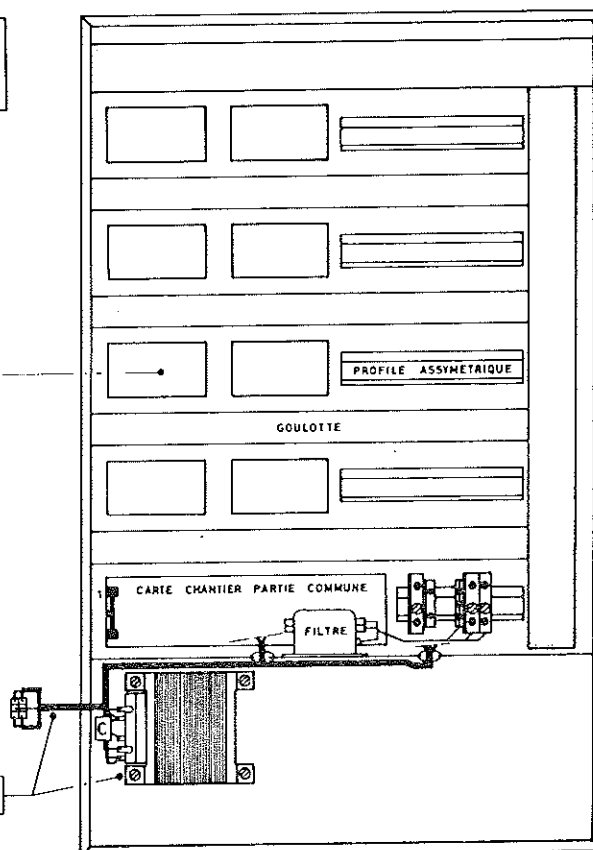 PROFILE ASSYMETRIQUE
GOULOTTE
CARTE CHANTIER PARTIE COMMUNE
FILTRE
C